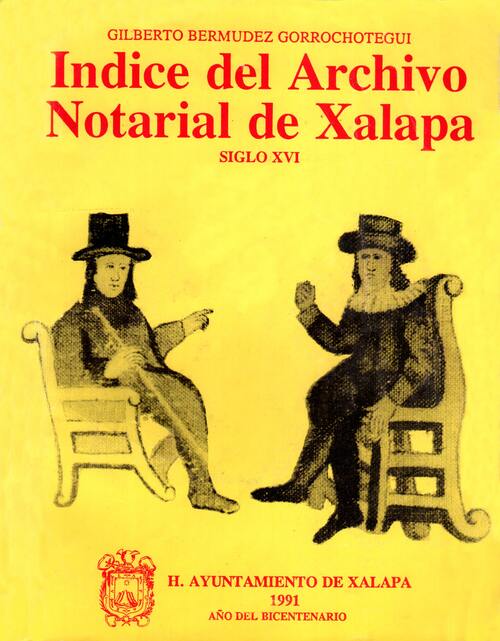 GILBERTO BERMUDEZ GORROCHOTEGUI
Indice del Archivo
Notarial de Xalapa
SIGLO XVI
H. AYUNTAMIENTO DE XALAPA
1991
AÑO DEL BICENTENARIO